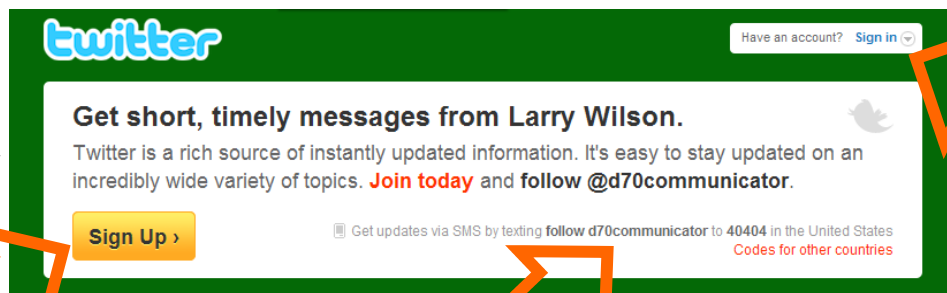 twitter
Have an account? Sign in
Get short, timely messages from Larry Wilson.
Twitter is a rich source of instantly updated information. It's easy to stay updated on an
incredibly wide variety of topics. Join today and follow @d70communicator.
Sign Up ›
Get updates via SMS by texting follow d70communicator to 40404 in the United States
Codes for other countries